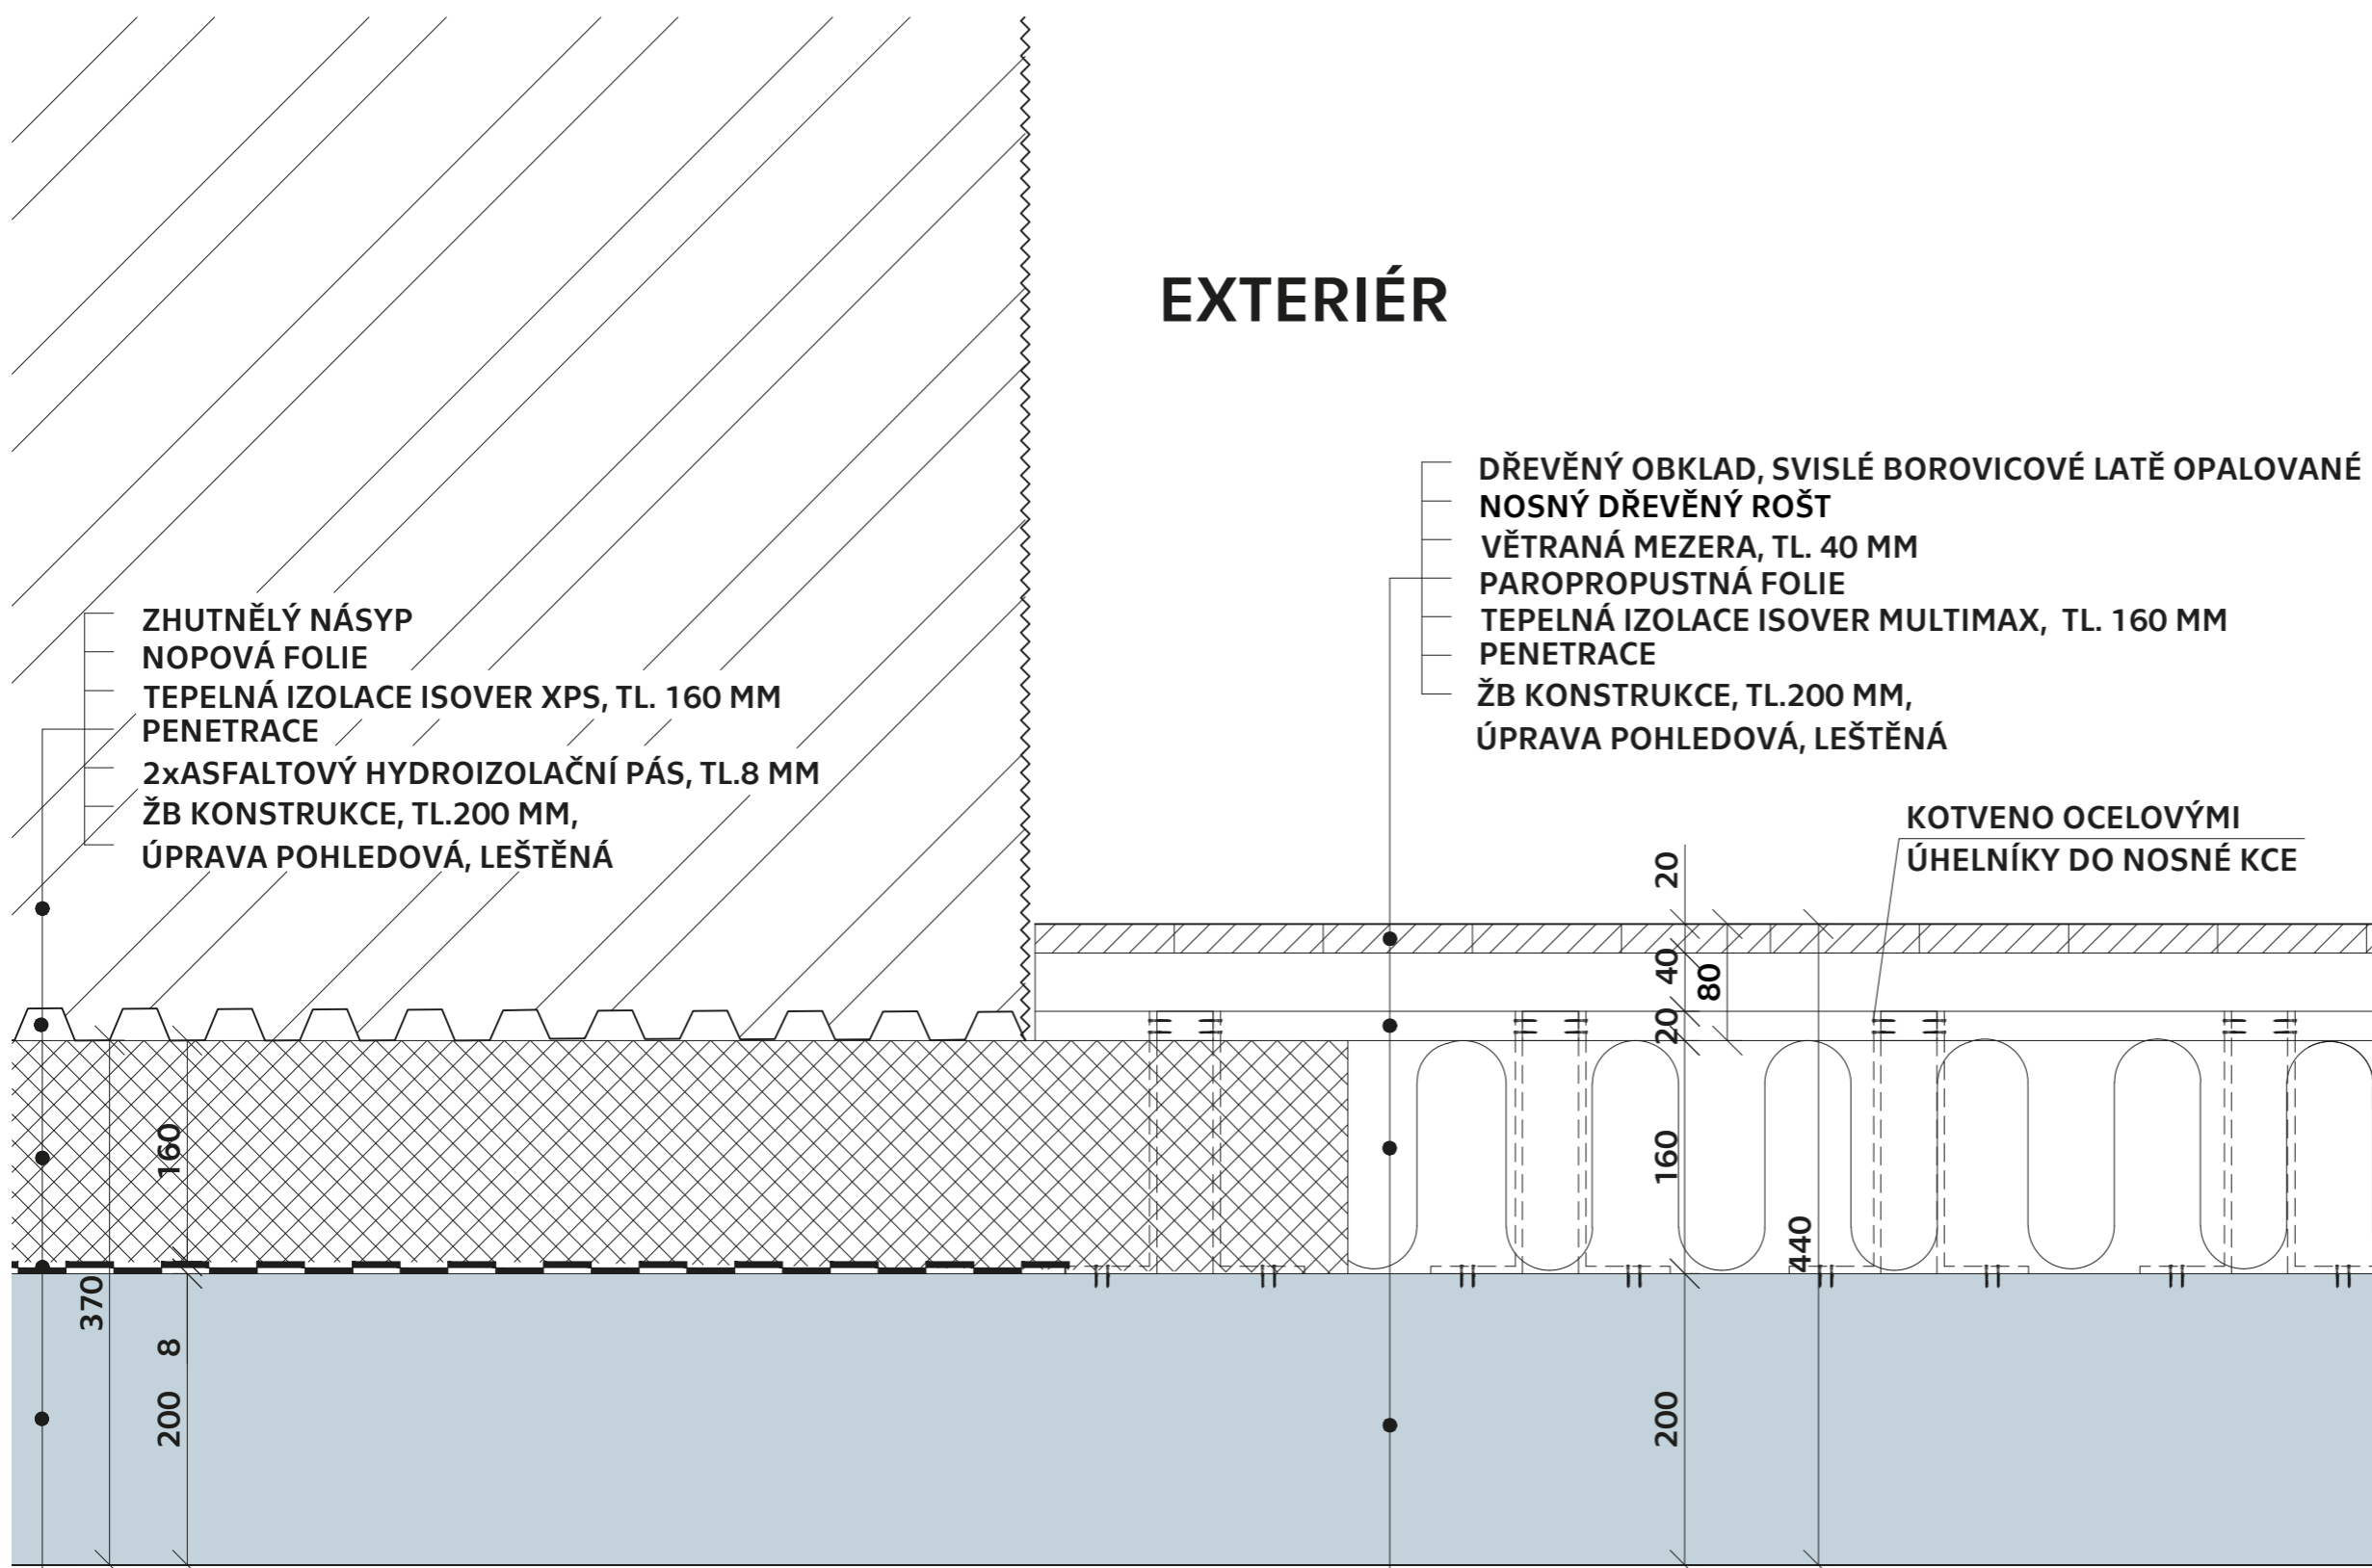 EXTERIÉR
DŘEVĚNÝ OBKLAD, SVISLÉ BOROVICOVÉ LATĚ OPALOVANÉ
NOSNÝ DŘEVĚNÝ ROŠT
VĚTRANÁ MEZERA, TL. 40 MM
PAROPROPUSTNÁ FOLIE
TEPELNÁ IZOLACE ISOVER MULTIMAX, TL. 160 MM
PENETRACE
ŽB KONSTRUKCE, TL.200 MM,
ÚPRAVA POHLEDOVÁ, LEŠTĚNÁ
ZHUTNĚLÝ NÁSYP
NOPOVÁ FOLIE
TEPELNÁ IZOLACE ISOVER XPS, TL. 160 MM
PENETRACE
2xASFALTOVÝ HYDROIZOLAČNÍ PÁS, TL.8 MM
ŽB KONSTRUKCE, TL.200 MM,
ÚPRAVA POHLEDOVÁ, LEŠTĚNÁ
KOTVENO OCELOVÝMI
ÚHELNÍKY DO NOSNÉ KCE
20
40
80
20
160
160
440
370
8
200
200